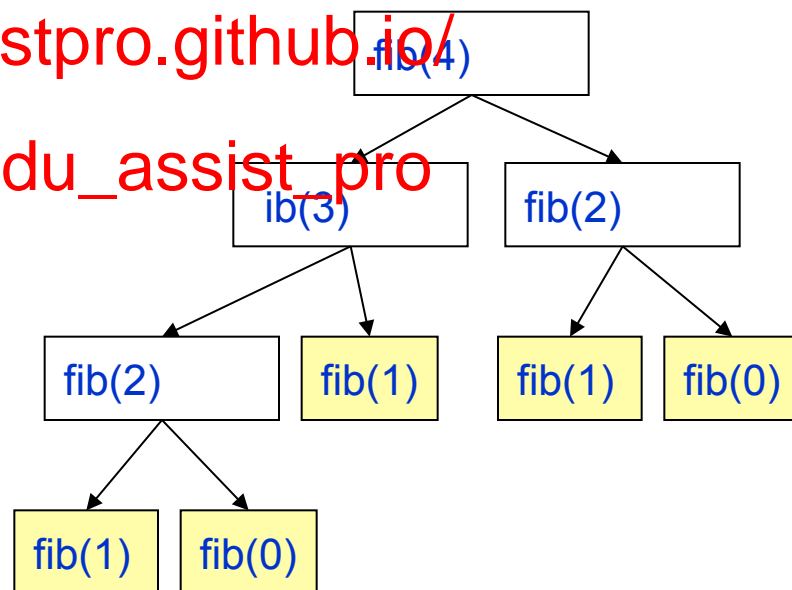 stpro.github.io/
fib(4)
du_assist_pro
ib(3)
fib(2)
fib(2)
fib(1)
fib(1)
fib(0)
fib(1)
fib(0)